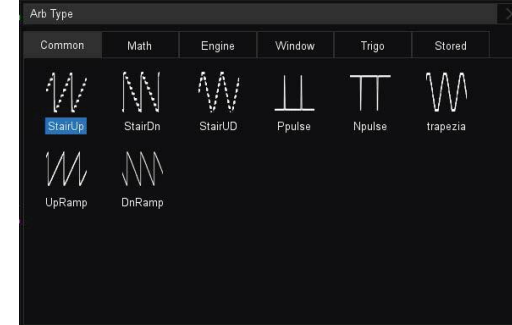 Arb Type
Common Math Engine Window Trigo Stored
StairUp StairDn StairUD Ppulse Npulse trapezia
UpRamp DnRamp